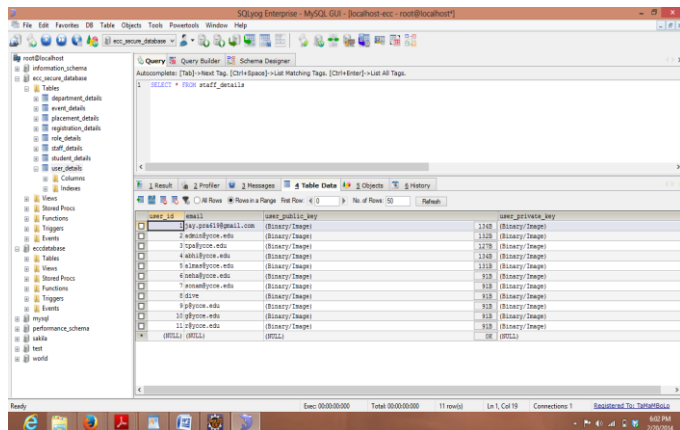 SQLyog Enterprise - MySQL GUI - [localhost-ecc - root@localhost*]
File Edit Favorites DB Table Objects Tools Powertools Window Help
ecc_secure_database
root@localhost
information_schema
ecc_secure_database
Tables
department_details
event_details
placement_details
registration_details
role_details
staff_details
student_details
user_details
Columns
Indexes
Views
Stored Procs
Functions
Triggers
Events
eccdatabase
Tables
Views
Stored Procs
Functions
Triggers
Events
mysql
performance_schema
sakila
test
world
Query Query Builder Schema Designer
Autocomplete: [Tab]->Next Tag. [Ctrl+Space]->List Matching Tags. [Ctrl+Enter]->List All Tags.
1 SELECT * FROM staff_details
1 Result 2 Profiler 3 Messages 4 Table Data 5 Objects 6 History
All Rows Rows in a Range First Row: 0 No. of Rows: 50 Refresh
user_id email user_public_key user_private_key
1 jay.pra619@gmail.com (Binary/Image) 134B (Binary/Image)
2 admin@ycce.edu (Binary/Image) 132B (Binary/Image)
3 tpa@ycce.edu (Binary/Image) 127B (Binary/Image)
4 abhi@ycce.edu (Binary/Image) 134B (Binary/Image)
5 almas@ycce.edu (Binary/Image) 131B (Binary/Image)
6 neha@ycce.edu (Binary/Image) 91B (Binary/Image)
7 sonam@ycce.edu (Binary/Image) 91B (Binary/Image)
8 dive (Binary/Image) 91B (Binary/Image)
9 p@ycce.edu (Binary/Image) 91B (Binary/Image)
10 g@ycce.edu (Binary/Image) 91B (Binary/Image)
11 r@ycce.edu (Binary/Image) 91B (Binary/Image)
* (NULL) (NULL) (NULL) 0K (NULL)
Ready Exec: 00:00:00:000 Total: 00:00:00:000 11 row(s) Ln 1, Col 19 Connections: 1 Registered To: TeMaMBoLo
6:02 PM
2/20/2014